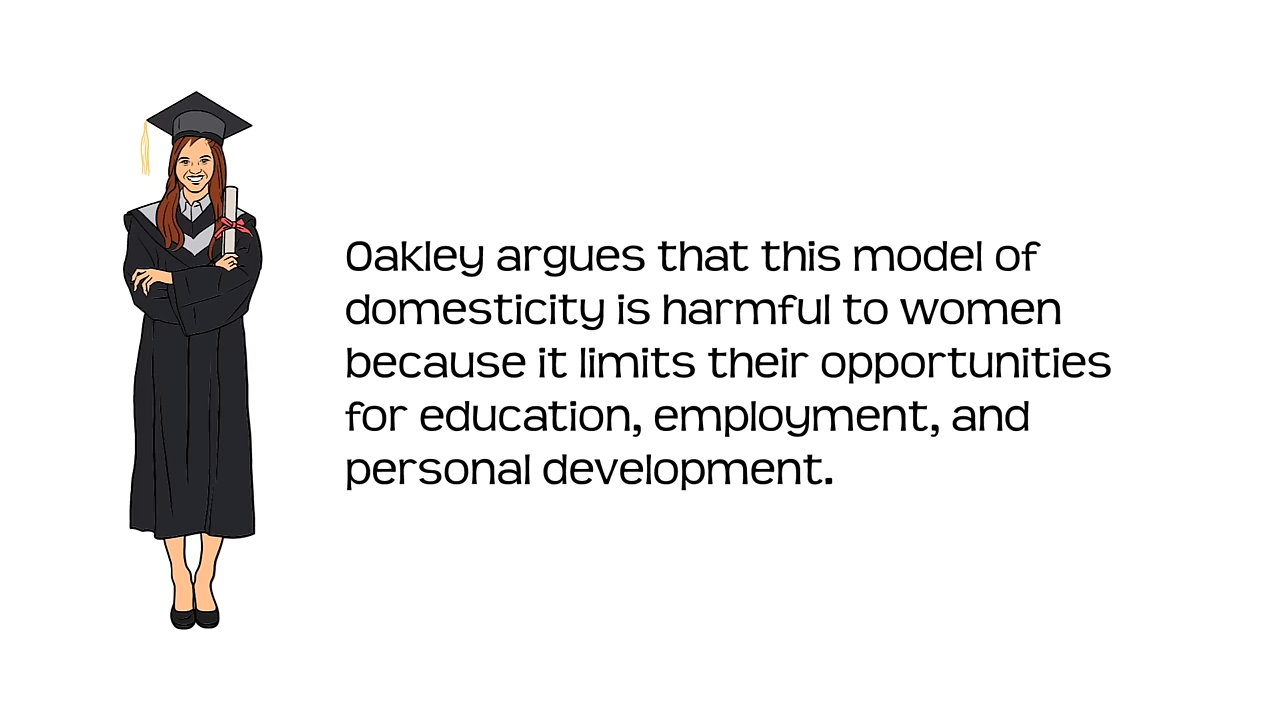 Oakley argues that this model of
domesticity is harmful to women
because it limits their opportunities
for education, employment, and
personal development.